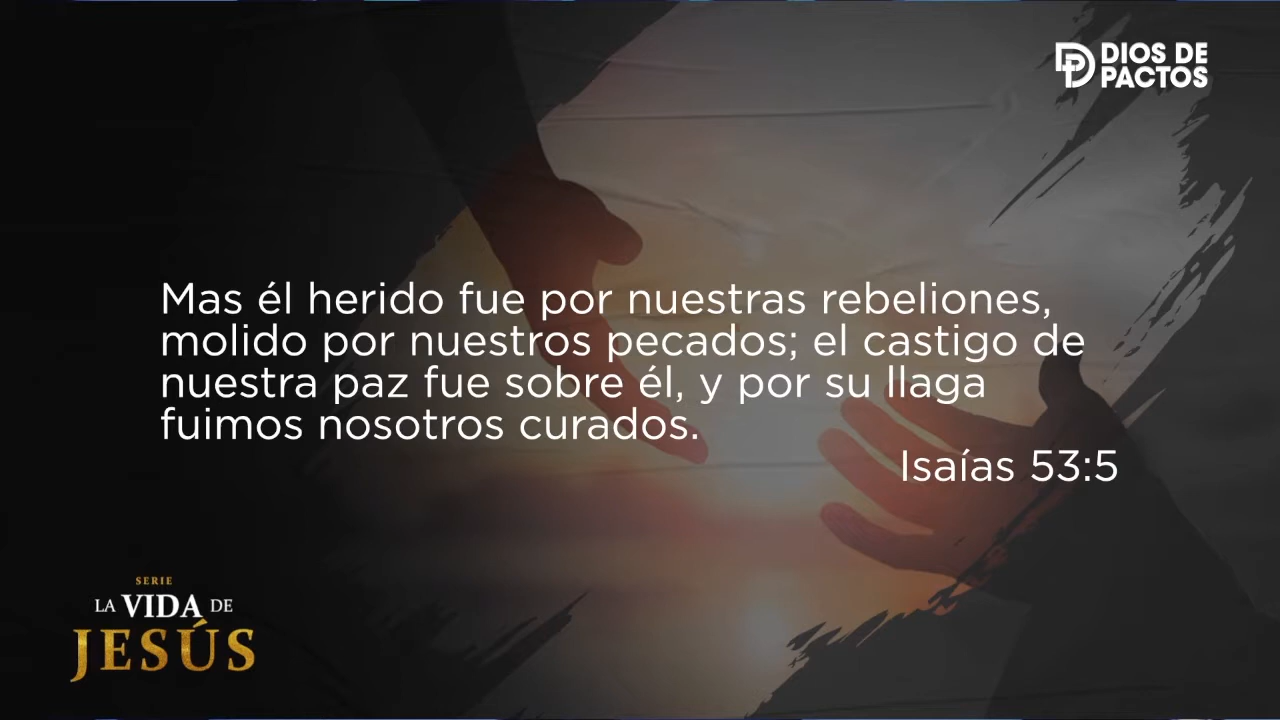 DIOS DE
PACTOS
Mas él herido fue por nuestras rebeliones,
molido por nuestros pecados; el castigo de
nuestra paz fue sobre él, y por su llaga
fuimos nosotros curados.
Isaías 53:5
SERIE
LA VIDA DE
JESÚS